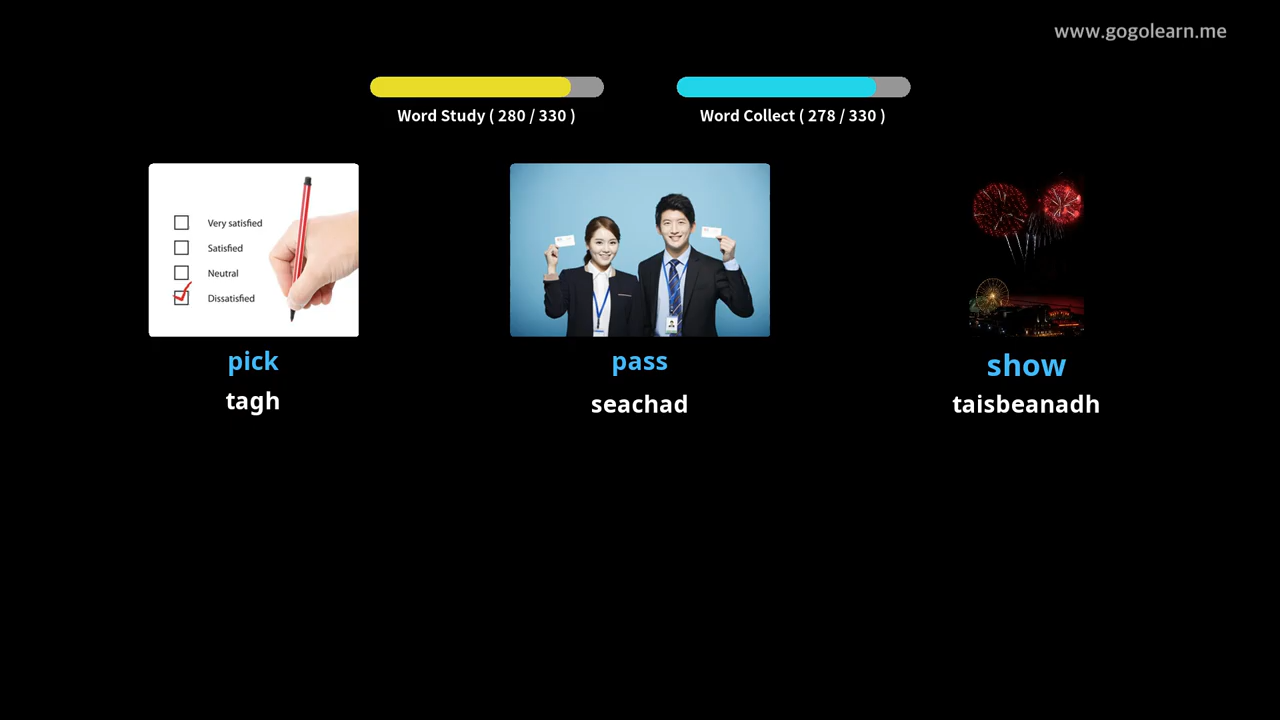 www.gogolearn.me
Word Study ( 280 / 330 )
Word Collect ( 278 / 330 )
Very satisfied
Satisfied
Neutral
Dissatisfied
pick
tagh
pass
seachad
show
taisbeanadh